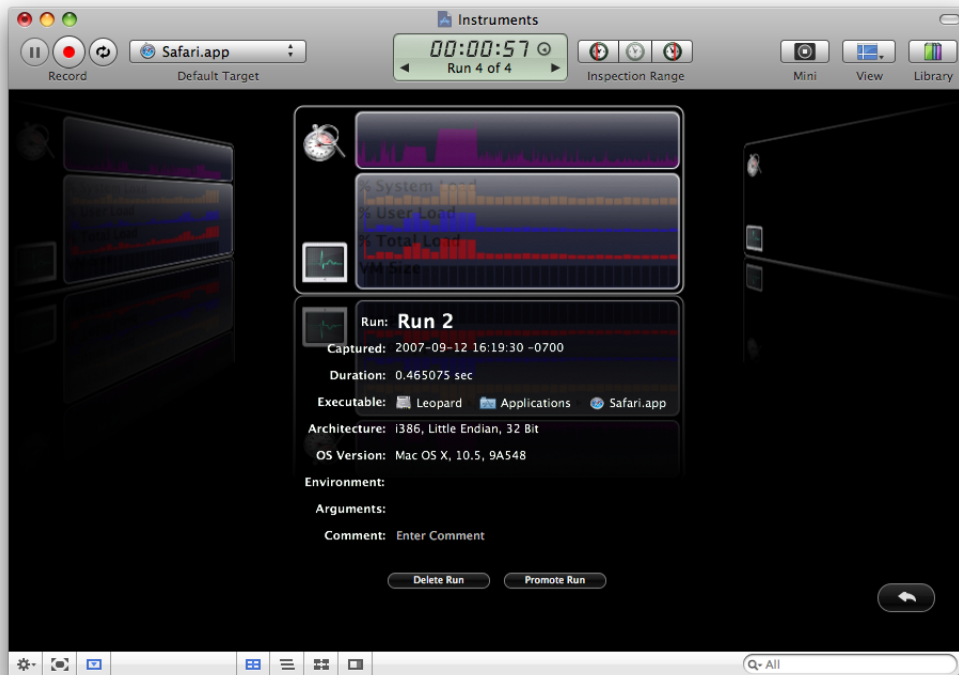 Instruments
Safari.app
00:00:57
Run 4 of 4
Record
Default Target
Inspection Range
Mini
View
Library
% System Load
% User Load
% Total Load
VM Size
Run: Run 2
Captured: 2007-09-12 16:19:30 -0700
Duration: 0.465075 sec
Executable: Leopard Applications Safari.app
Architecture: i386, Little Endian, 32 Bit
OS Version: Mac OS X, 10.5, 9A548
Environment:
Arguments:
Comment: Enter Comment
Delete Run Promote Run
All